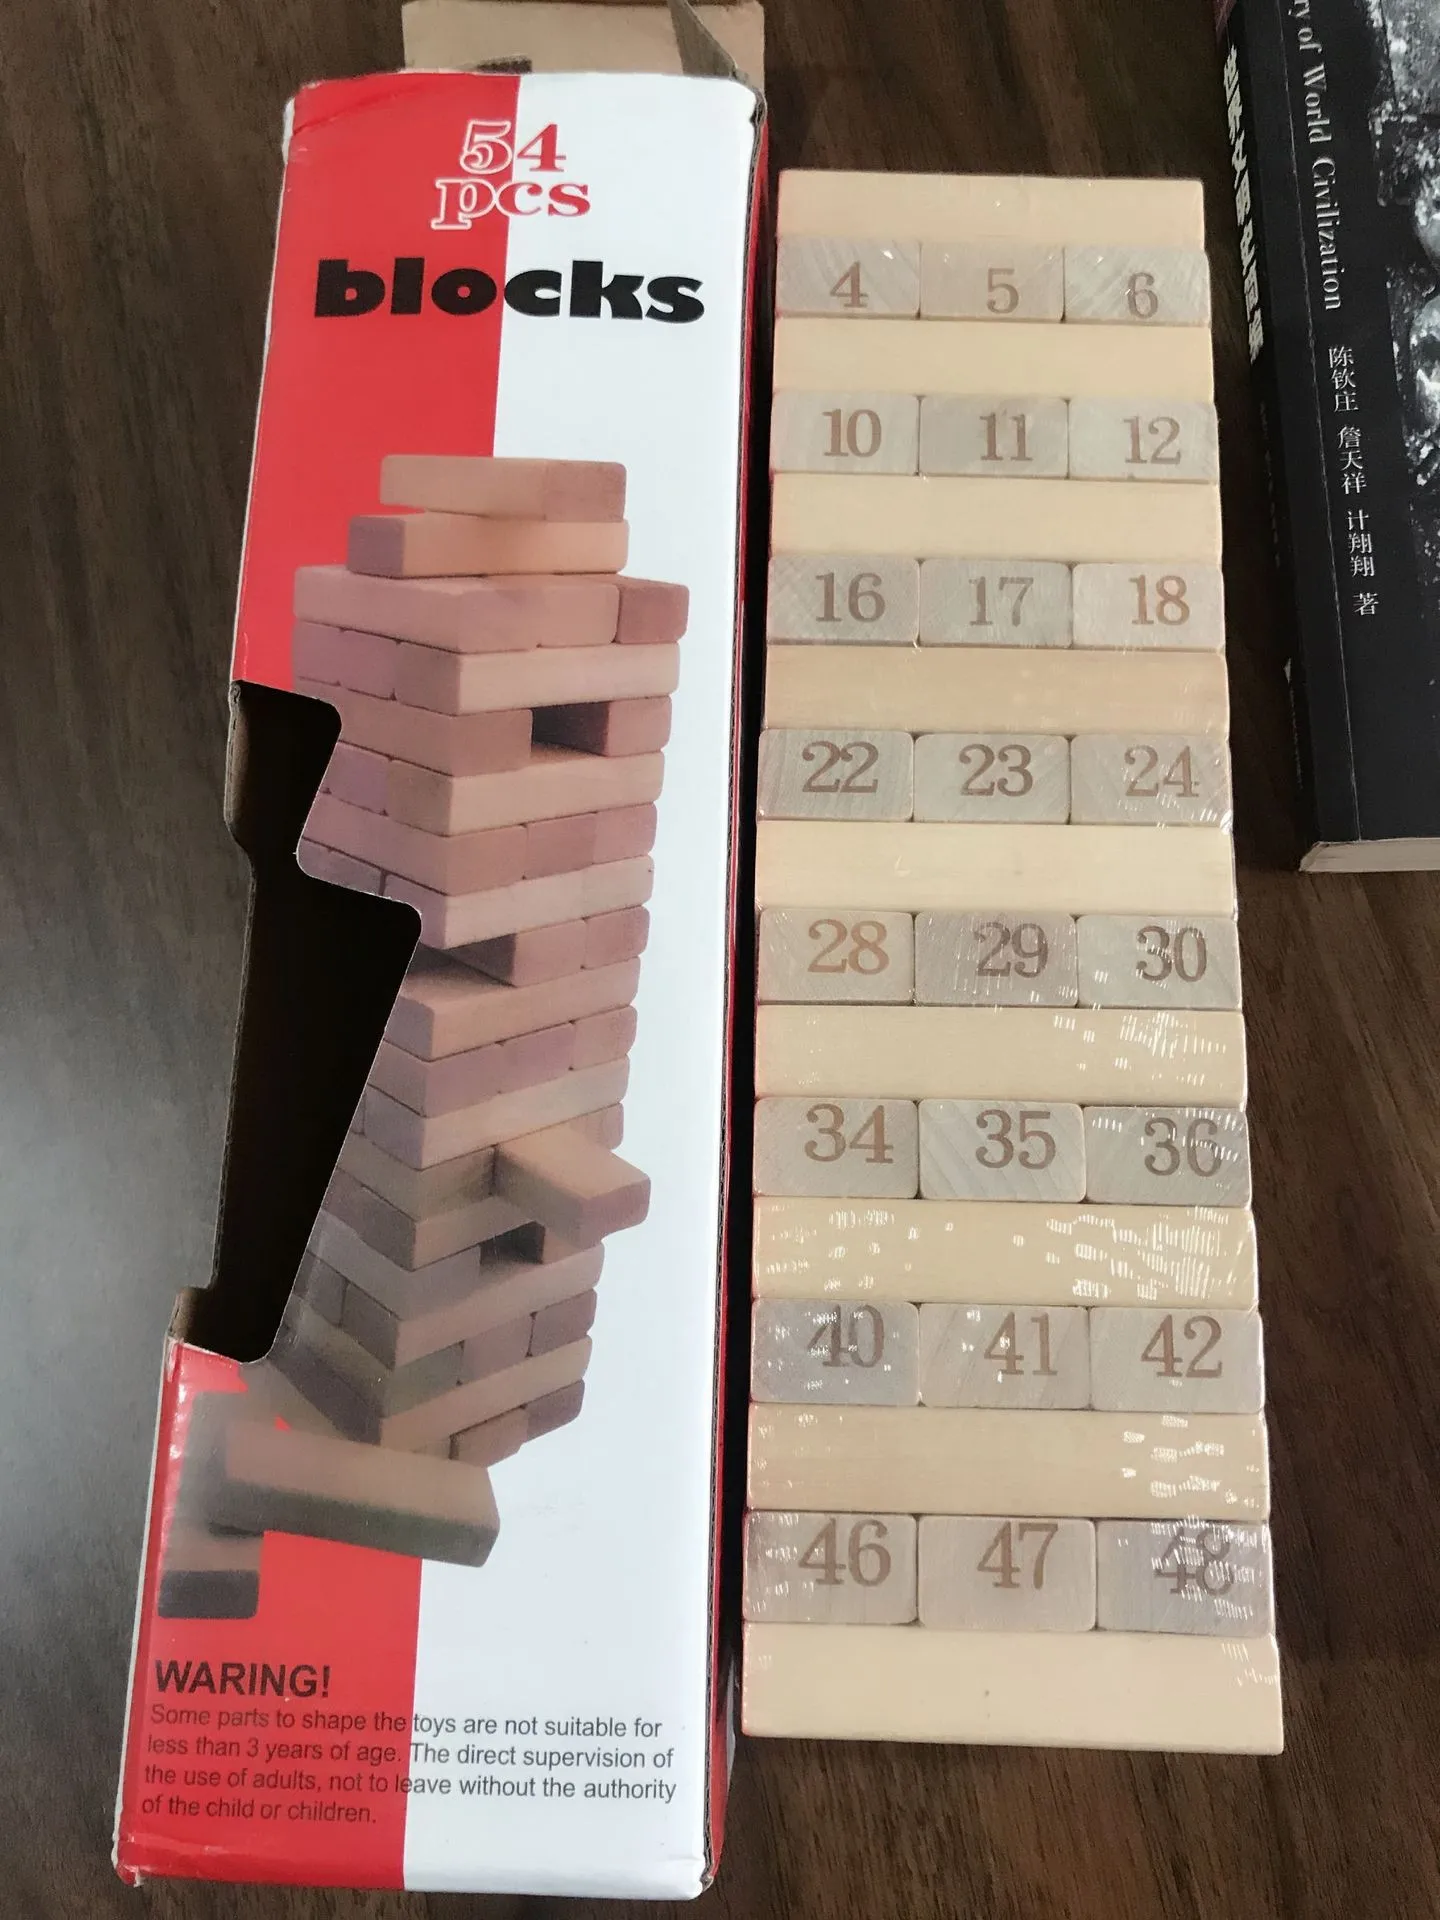 54
pcs
blocks
WARING!
Some parts to shape the toys are not suitable for
less than 3 years of age. The direct supervision of
the use of adults, not to leave without the authority
of the child or children.
4 5 6
10 11 12
16 17 18
22 23 24
28 29 30
34 35 36
40 41 42
46 47 48
of World Civilization
陈钦庄 詹天祥 计翔翔 著